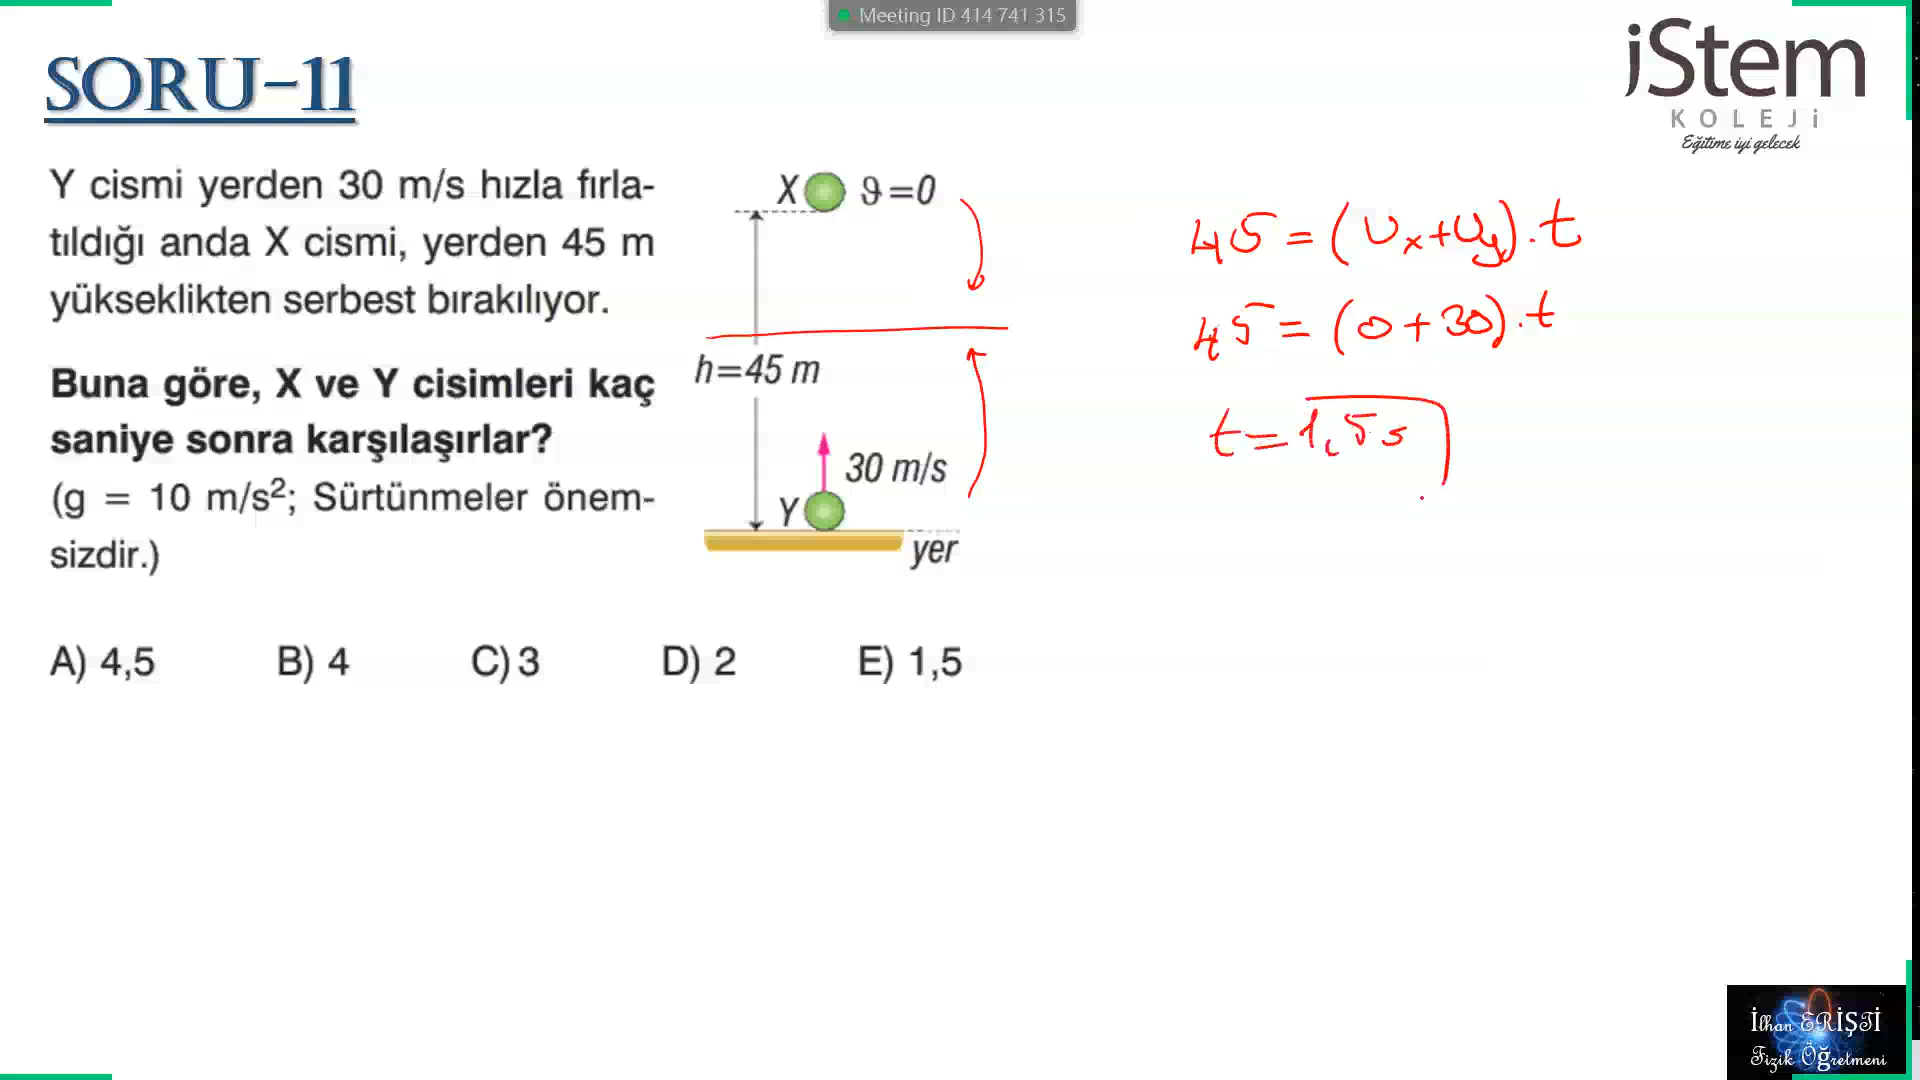 Meeting ID 414 741 315
SORU-11
iStem
KOLEJi
Eğitime iyi gelecek
Y cismi yerden 30 m/s hızla fırla-
tıldığı anda X cismi, yerden 45 m
yükseklikten serbest bırakılıyor.
Buna göre, X ve Y cisimleri kaç
saniye sonra karşılaşırlar?
(g = 10 m/s²; Sürtünmeler önem-
sizdir.)
X ϑ=0
h=45 m
30 m/s
Y
yer
45 = (υx+υy).t
45 = (0+30).t
t=1,5s
A) 4,5 B) 4 C) 3 D) 2 E) 1,5
İlhan ERİŞTİ
Fizik Öğretmeni